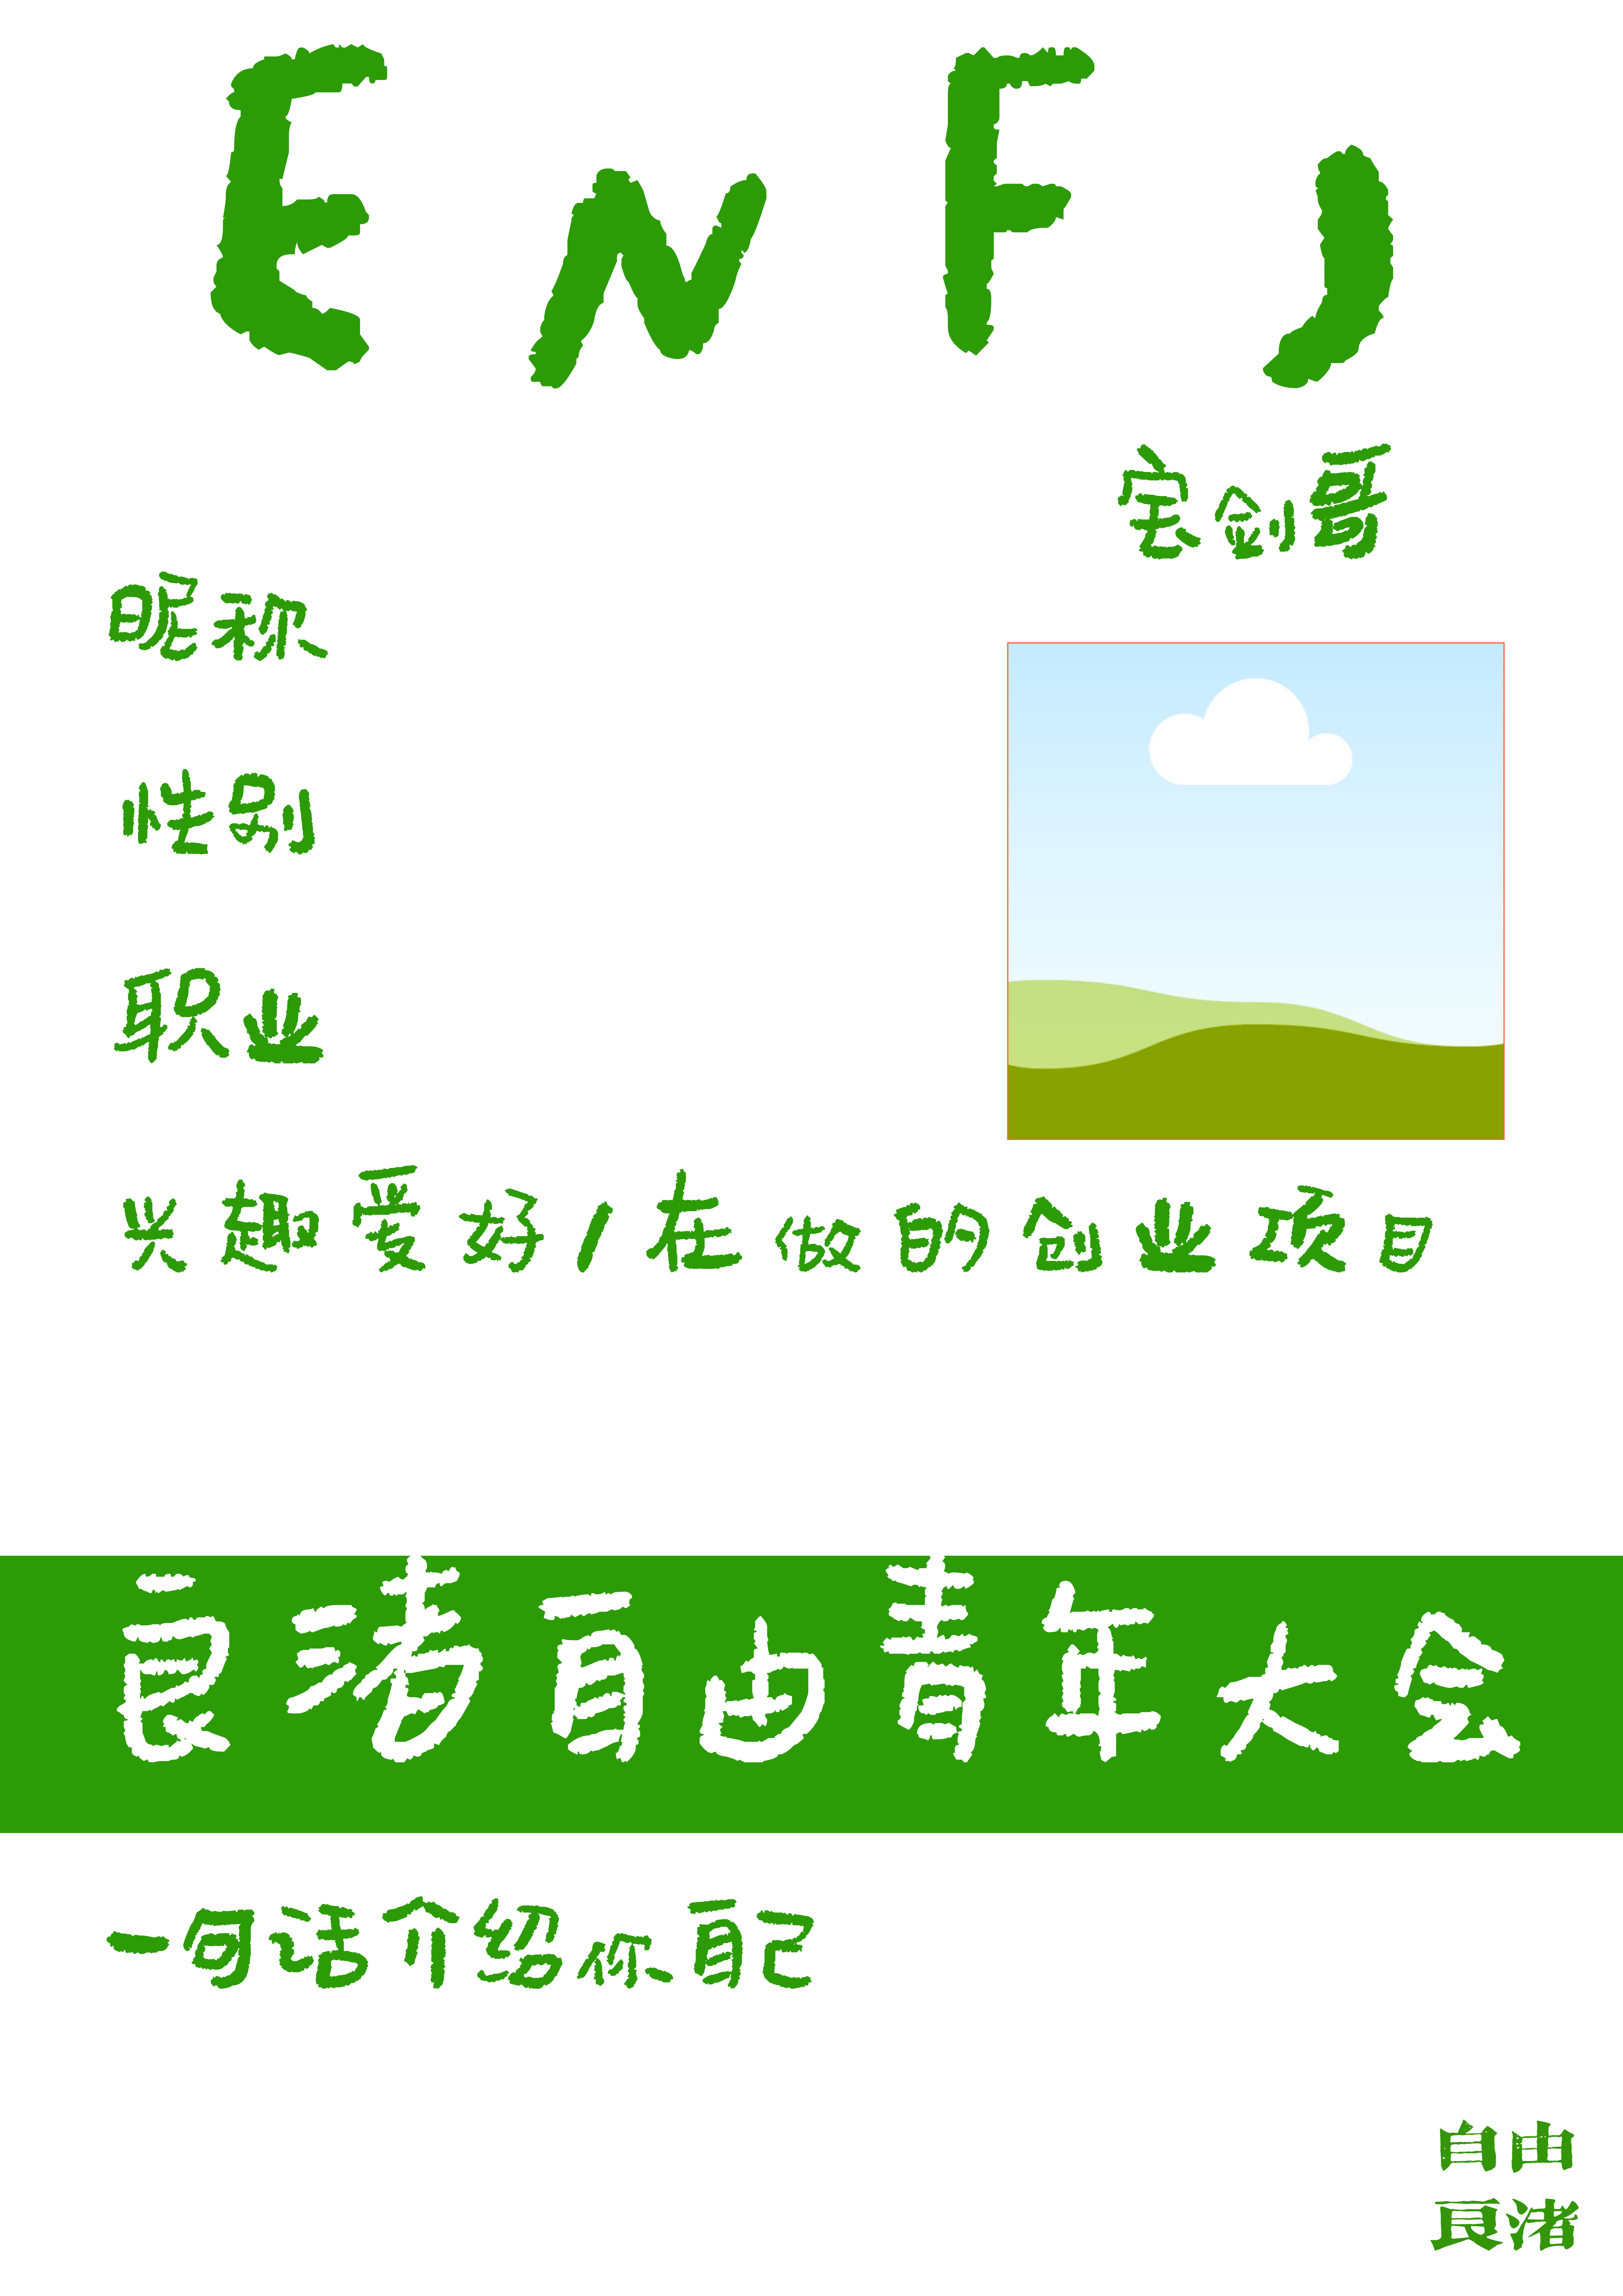 ENFJ
宝剑哥
昵称
性别
职业
兴趣爱好/在做的创业项目
良渚自由青年大会
一句话介绍你自己
自由
良渚